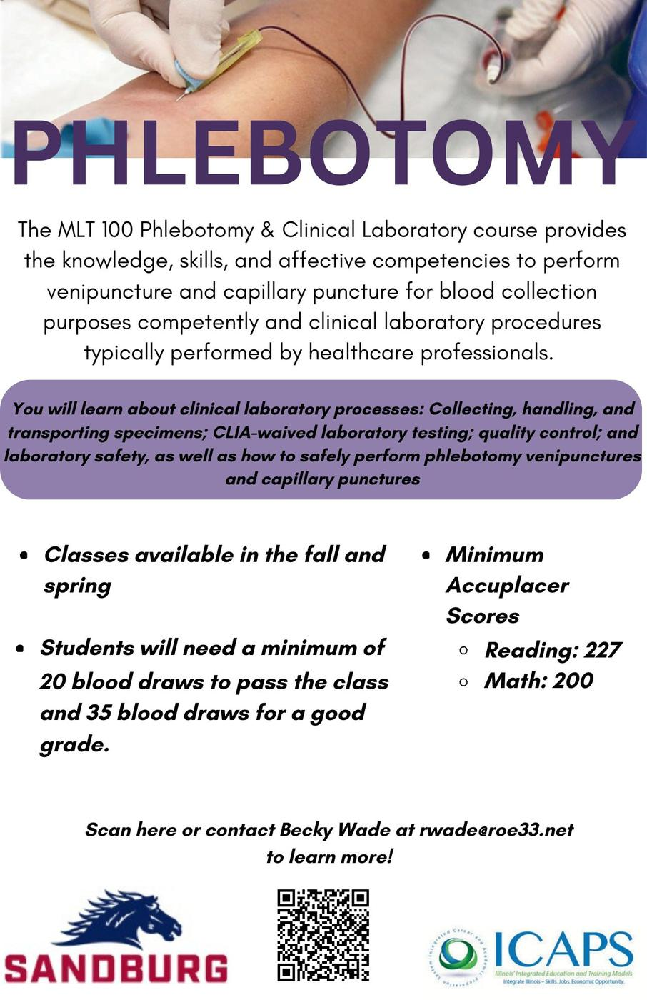 PHLEBOTOMY
The MLT 100 Phlebotomy & Clinical Laboratory course provides
the knowledge, skills, and affective competencies to perform
venipuncture and capillary puncture for blood collection
purposes competently and clinical laboratory procedures
typically performed by healthcare professionals.
You will learn about clinical laboratory processes: Collecting, handling, and
transporting specimens; CLIA-waived laboratory testing; quality control; and
laboratory safety, as well as how to safely perform phlebotomy venipunctures
and capillary punctures
• Classes available in the fall and
spring
• Students will need a minimum of
20 blood draws to pass the class
and 35 blood draws for a good
grade.
• Minimum
Accuplacer
Scores
○ Reading: 227
○ Math: 200
Scan here or contact Becky Wade at rwade@roe33.net
to learn more!
SANDBURG
Integrated Career and Academic Preparation System
ICAPS
Illinois' Integrated Education and Training Models
Integrate Illinois – Skills. Jobs. Economic Opportunity.